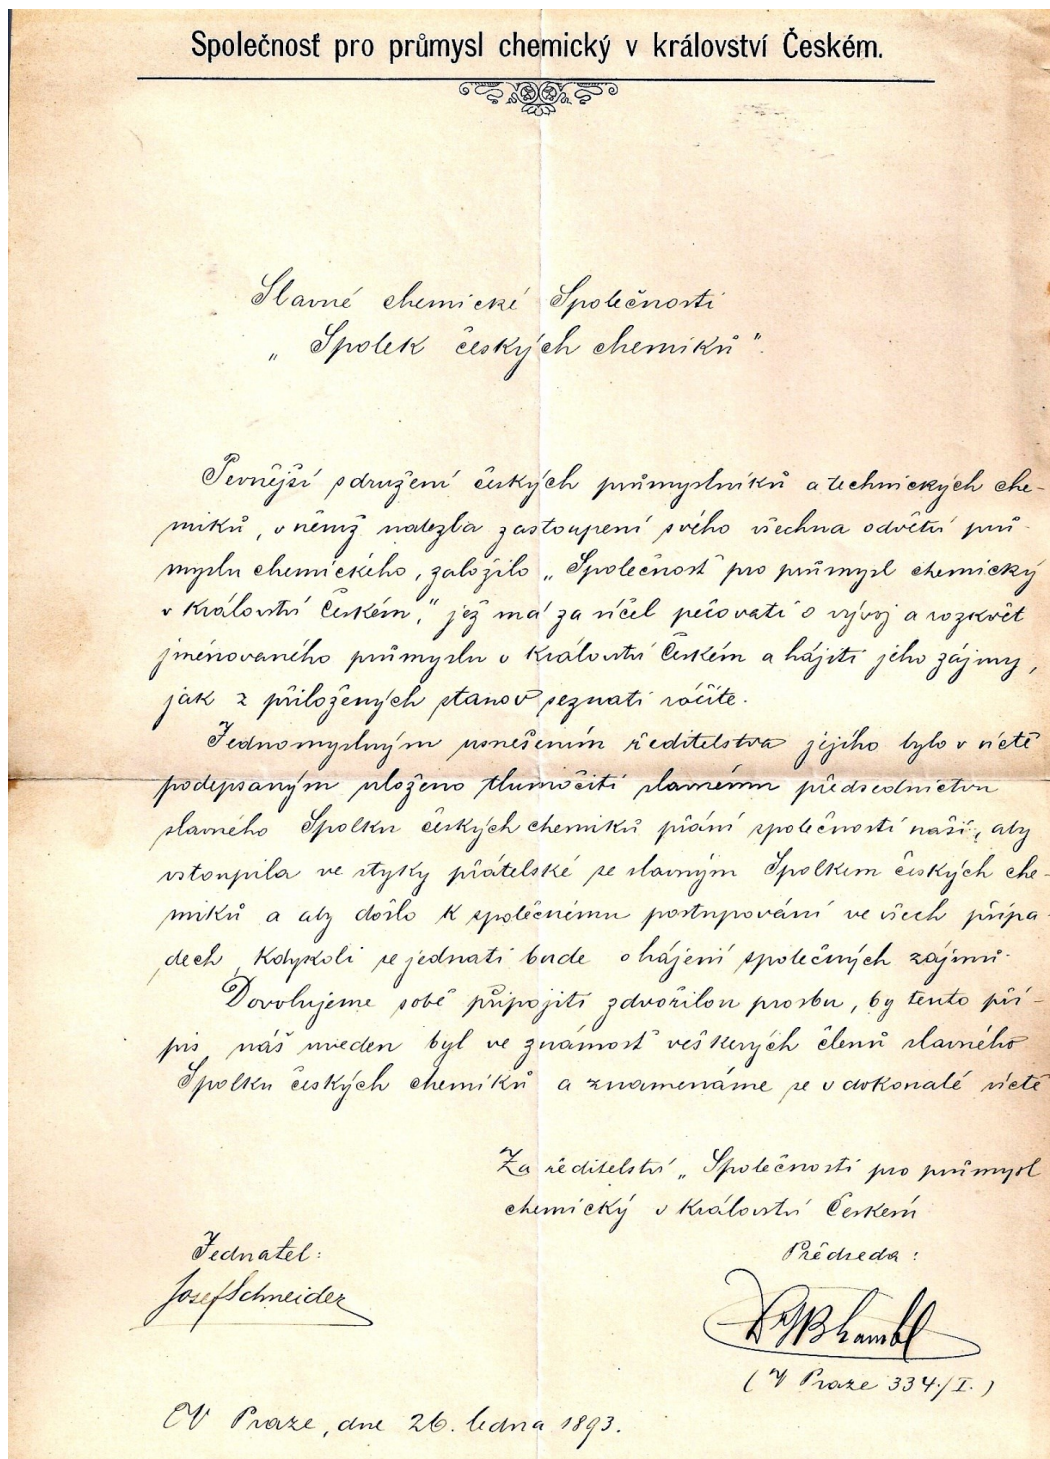 Společnosť pro průmysl chemický v království Českém.
Slavné chemické Společnosti
„Spolek českých chemiků".
Pevnější sdružení českých průmyslníků a technických che-
miků, v němž nalezla zastoupení svého všechna odvětví prů-
myslu chemického, založilo „Společnosť pro průmysl chemický
v Království Českém," jež má za účel pečovati o vývoj a rozkvět
jmenovaného průmyslu v Království Českém a hájiti jeho zájmy,
jak z přiložených stanov seznati ráčíte.
Jednomyslným usnešením ředitelstva jejího bylo v úctě
podepsaným uloženo tlumočiti slavnému předsednictvu
slavného Spolku českých chemiků přání společnosti naší, aby
vstoupila ve styky přátelské se slavným Spolkem českých che-
miků a aby došlo k společnému postupování ve všech přípa-
dech, kdykoli se jednati bude o hájení společných zájmů.
Dovolujeme sobě připojiti zdvořilou prosbu, by tento pří-
pis náš uveden byl ve známosť veškerých členů slavného
Spolku českých chemiků a znamenáme se v dokonalé úctě
Za ředitelství „Společnosti pro průmysl
chemický v Království Českém
Jednatel:
Předseda:
Josef Schneider
(V Praze 334./I.)
V Praze, dne 26. ledna 1893.